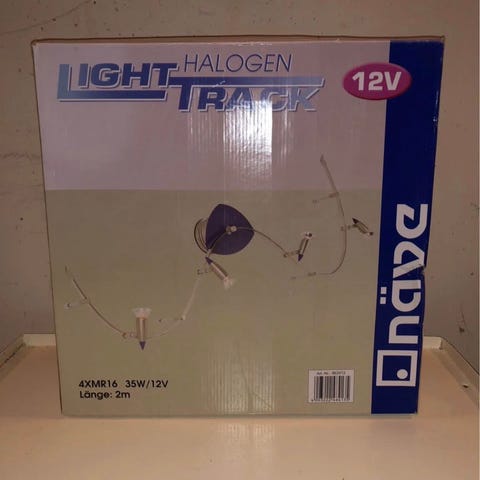 HALOGEN
LIGHT
TRACK
12V
näve
4XMR16 35W/12V
Länge: 2m